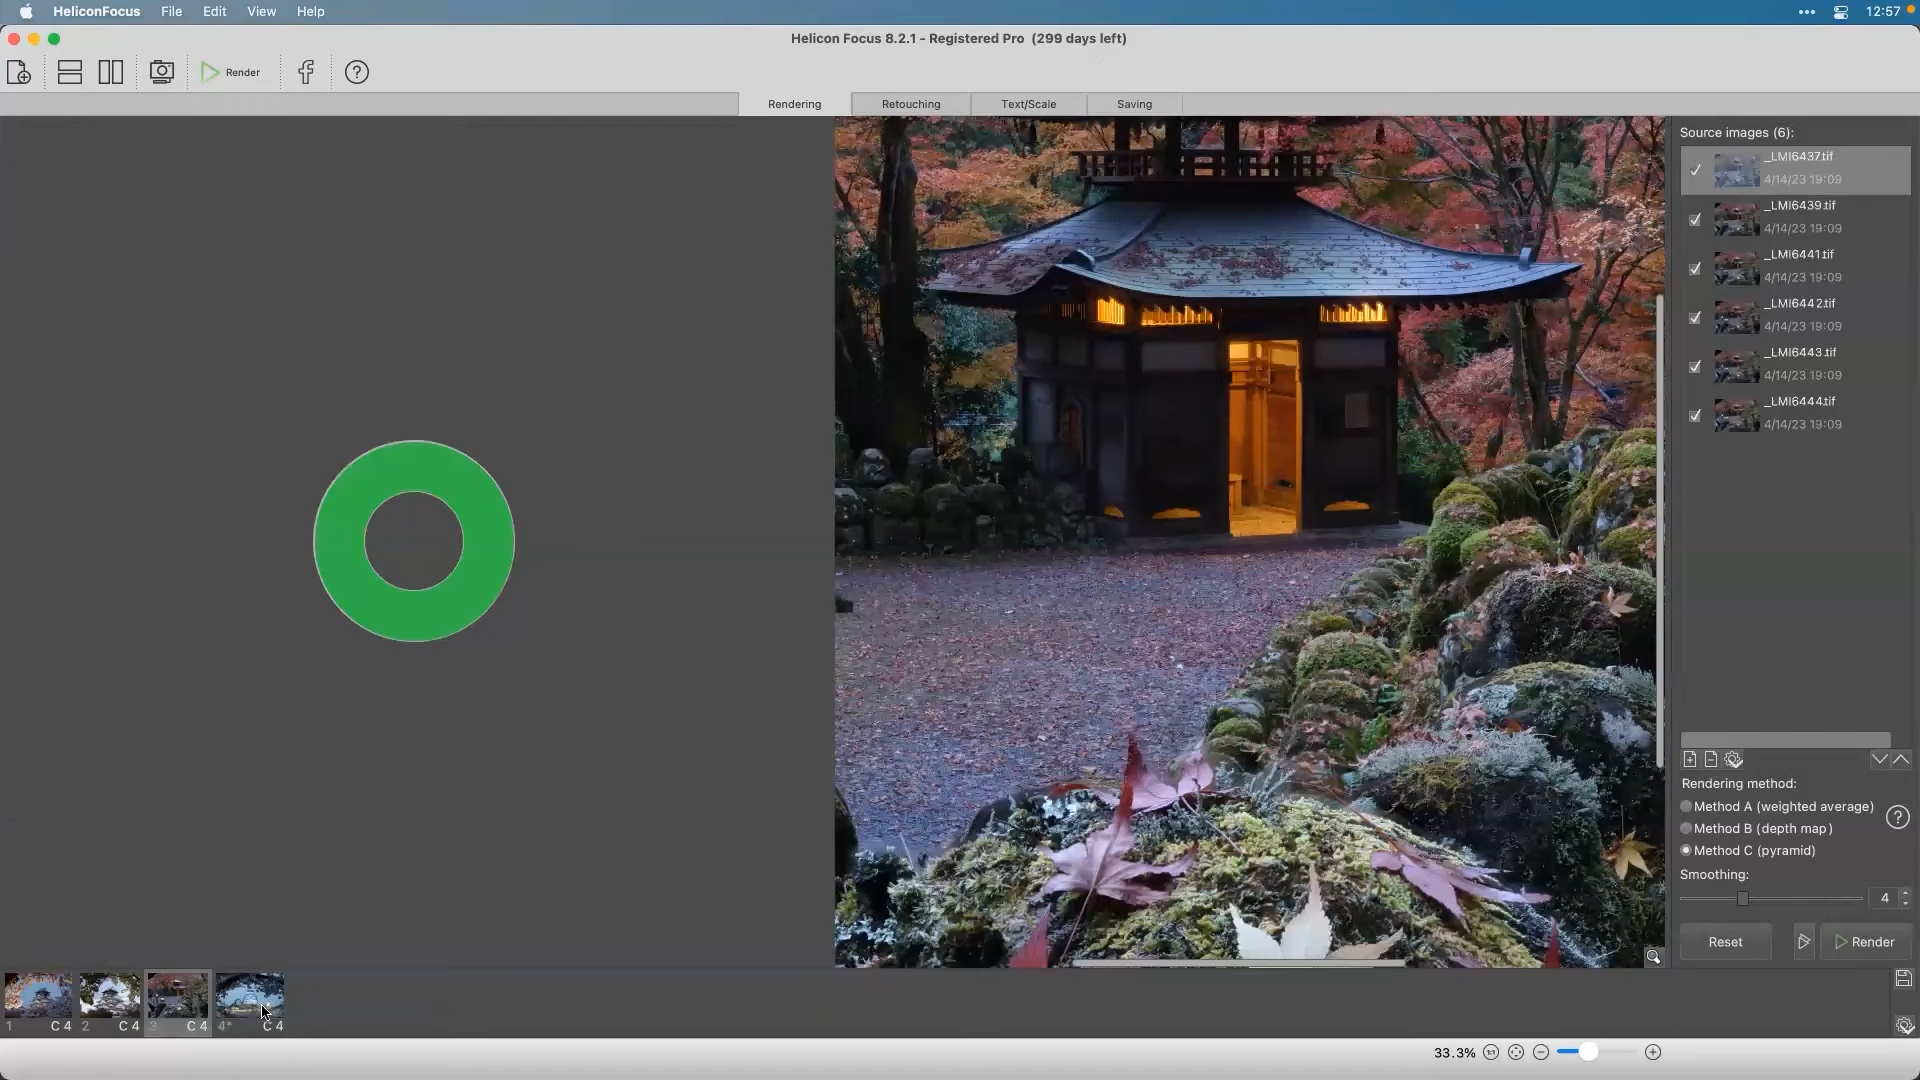 HeliconFocus File Edit View Help
12:57
Helicon Focus 8.2.1 - Registered Pro (299 days left)
Render
Rendering Retouching Text/Scale Saving
Source images (6):
_LMI6437.tif
4/14/23 19:09
_LMI6439.tif
4/14/23 19:09
_LMI6441.tif
4/14/23 19:09
_LMI6442.tif
4/14/23 19:09
_LMI6443.tif
4/14/23 19:09
_LMI6444.tif
4/14/23 19:09
Rendering method:
Method A (weighted average)
Method B (depth map)
Method C (pyramid)
Smoothing:
4
Reset Render
1 C 4 2 C 4 3 C 4 4* C 4
33.3%